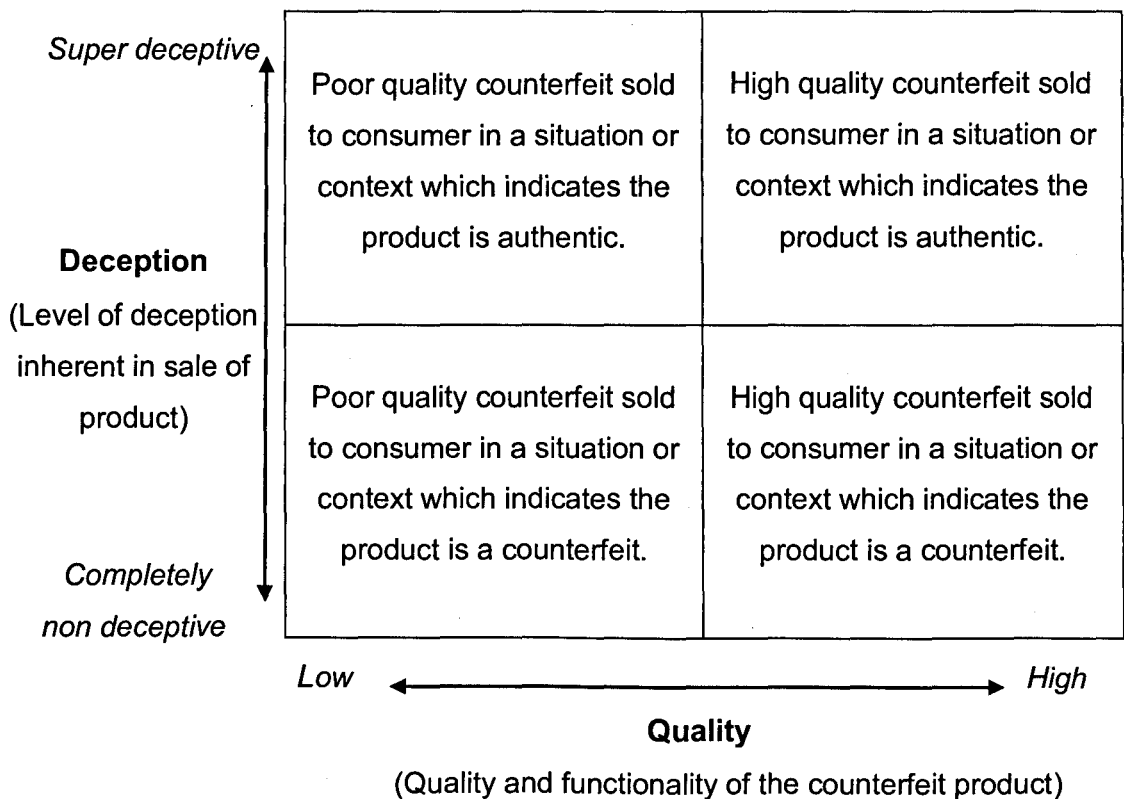 Super deceptive
Deception
(Level of deception
inherent in sale of
product)
Completely
non deceptive
Poor quality counterfeit sold
to consumer in a situation or
context which indicates the
product is authentic.
High quality counterfeit sold
to consumer in a situation or
context which indicates the
product is authentic.
Poor quality counterfeit sold
to consumer in a situation or
context which indicates the
product is a counterfeit.
High quality counterfeit sold
to consumer in a situation or
context which indicates the
product is a counterfeit.
Low
High
Quality
(Quality and functionality of the counterfeit product)